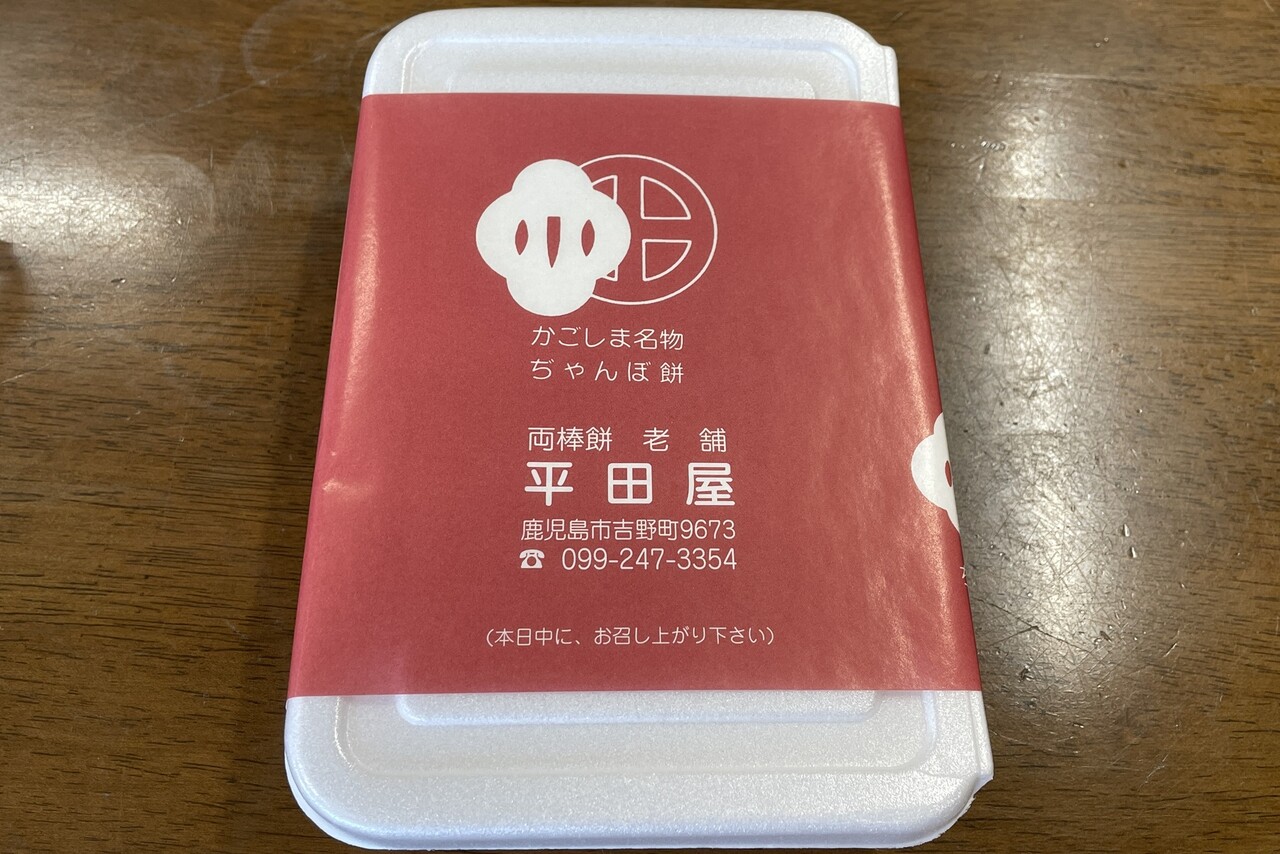 かごしま名物
ぢゃんぼ餅
両棒餅 老舗
平田屋
鹿児島市吉野町9673
☎ 099-247-3354
(本日中に、お召し上がり下さい)